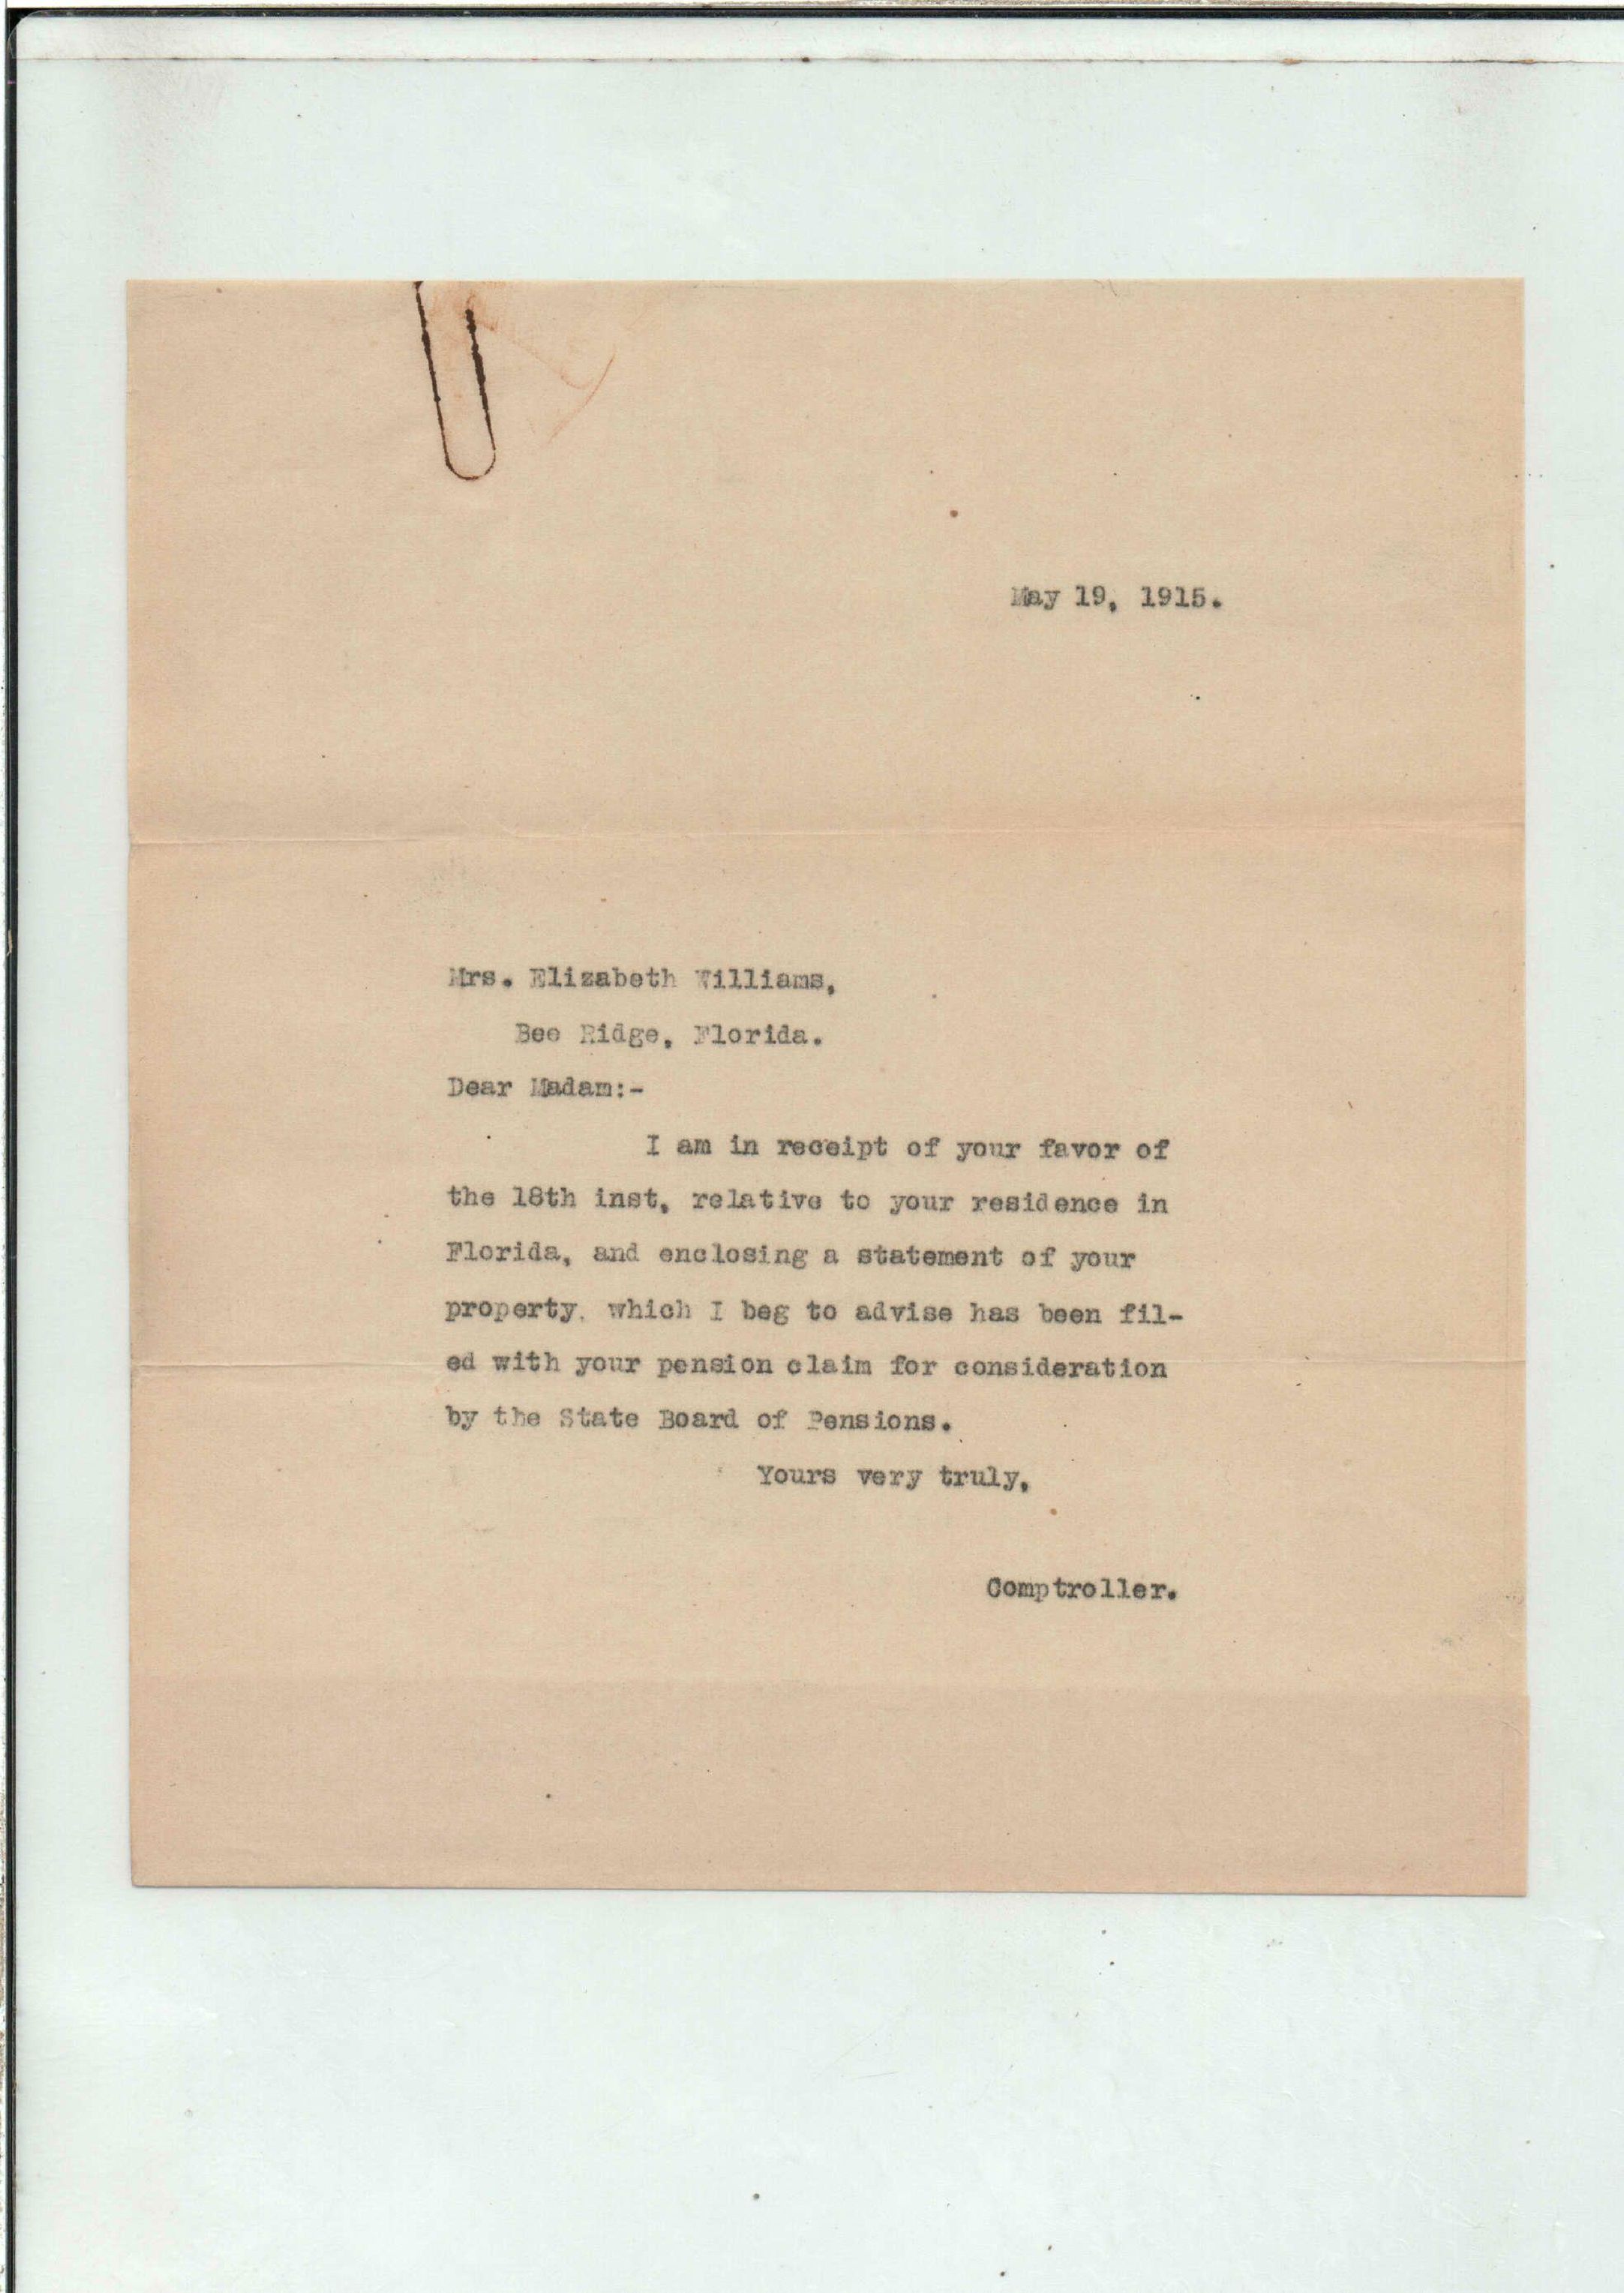 May 19, 1915.
Mrs. Elizabeth Williams,
Bee Ridge, Florida.
Dear Madam:-
I am in receipt of your favor of
the 18th inst, relative to your residence in
Florida, and enclosing a statement of your
property, which I beg to advise has been fil-
ed with your pension claim for consideration
by the State Board of Pensions.
Yours very truly,
Comptroller.